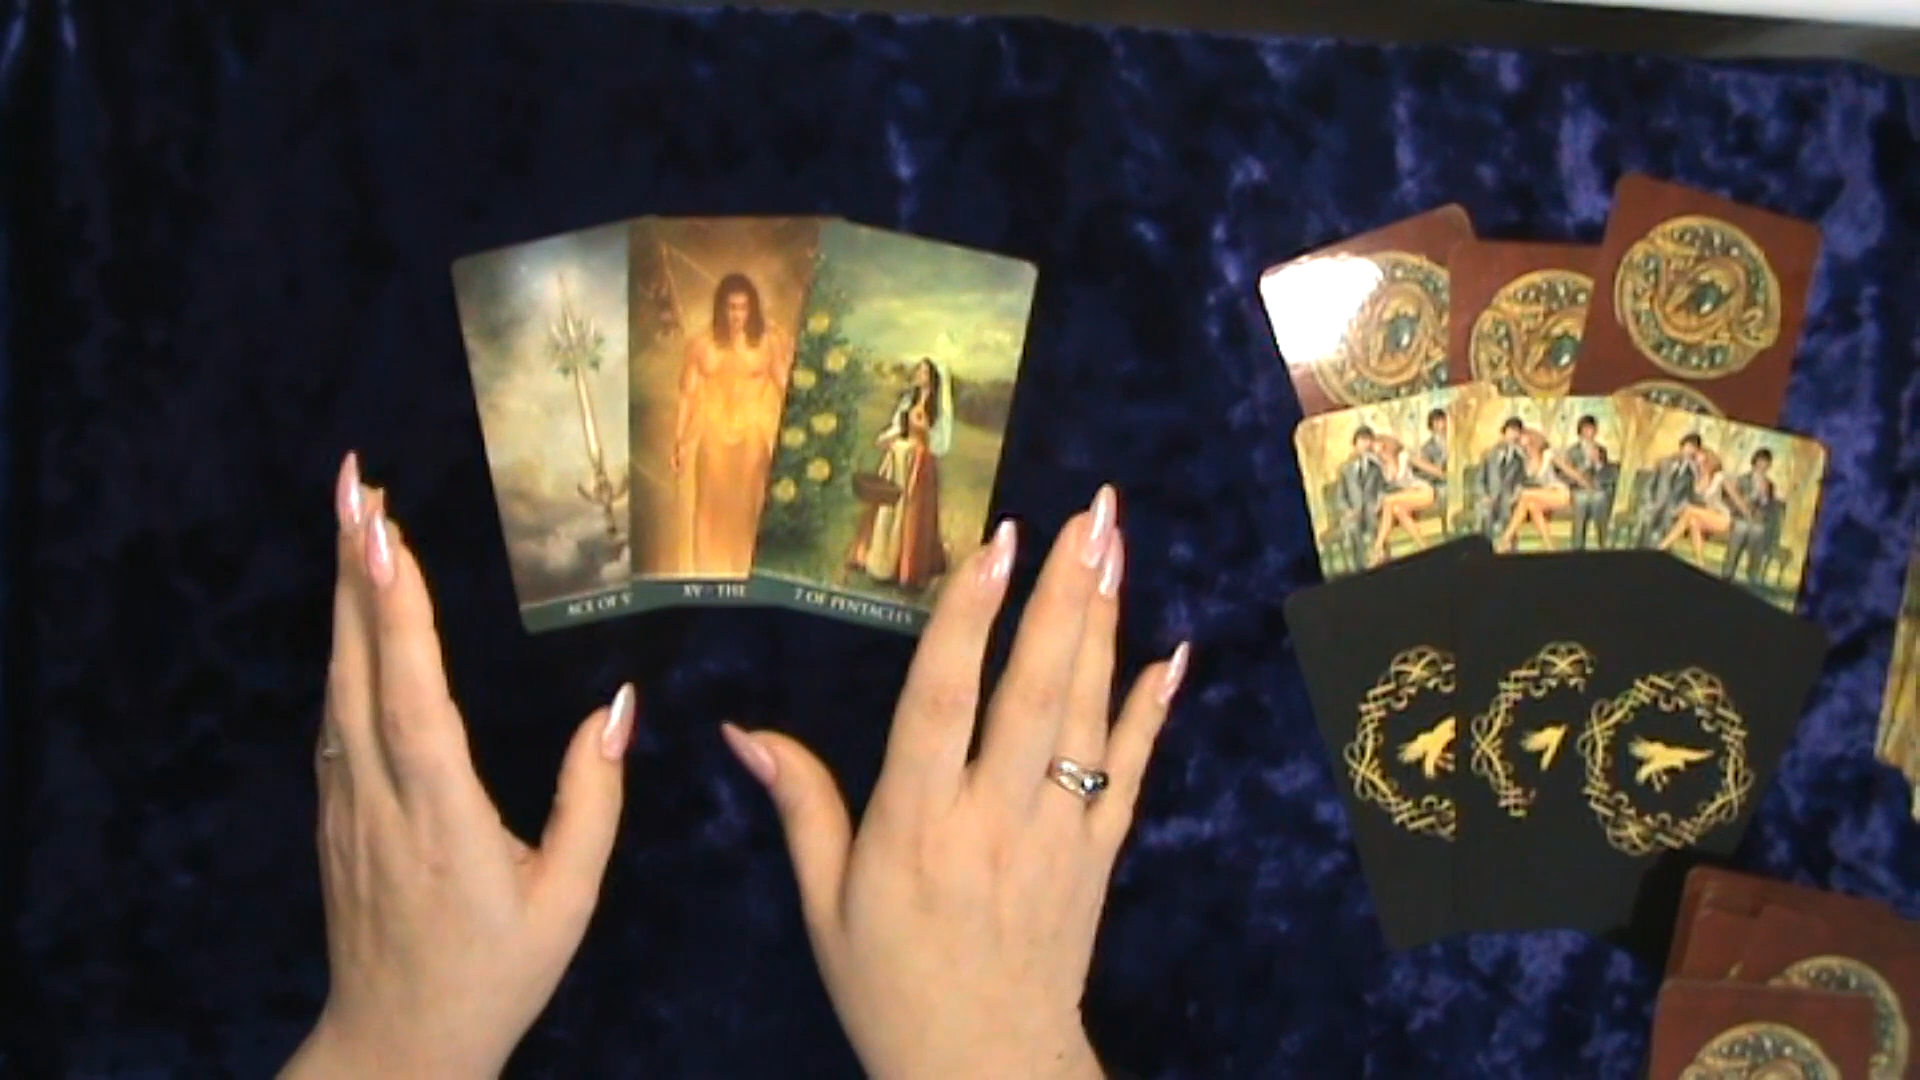 ACE OF
XV - THE
7 OF PENTACLES